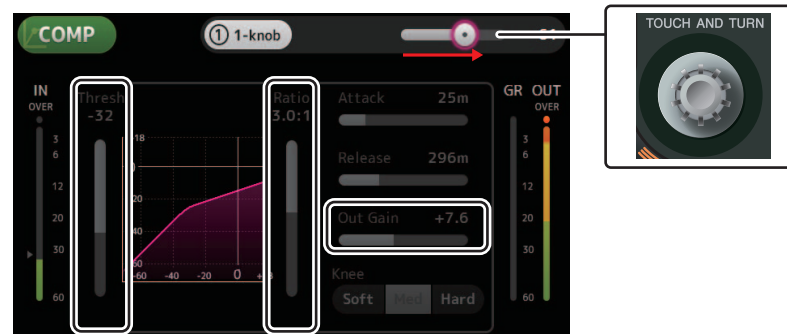 COMP
① 1-knob
TOUCH AND TURN
IN
OVER
3
6
12
20
30
60
Thresh
-32
18
0
20
40
60
-60 -40 -20 0
Ratio
3.0:1
Attack 25m
Release 296m
Out Gain +7.6
Knee
Soft Med Hard
GR OUT
OVER
3
6
12
20
30
60